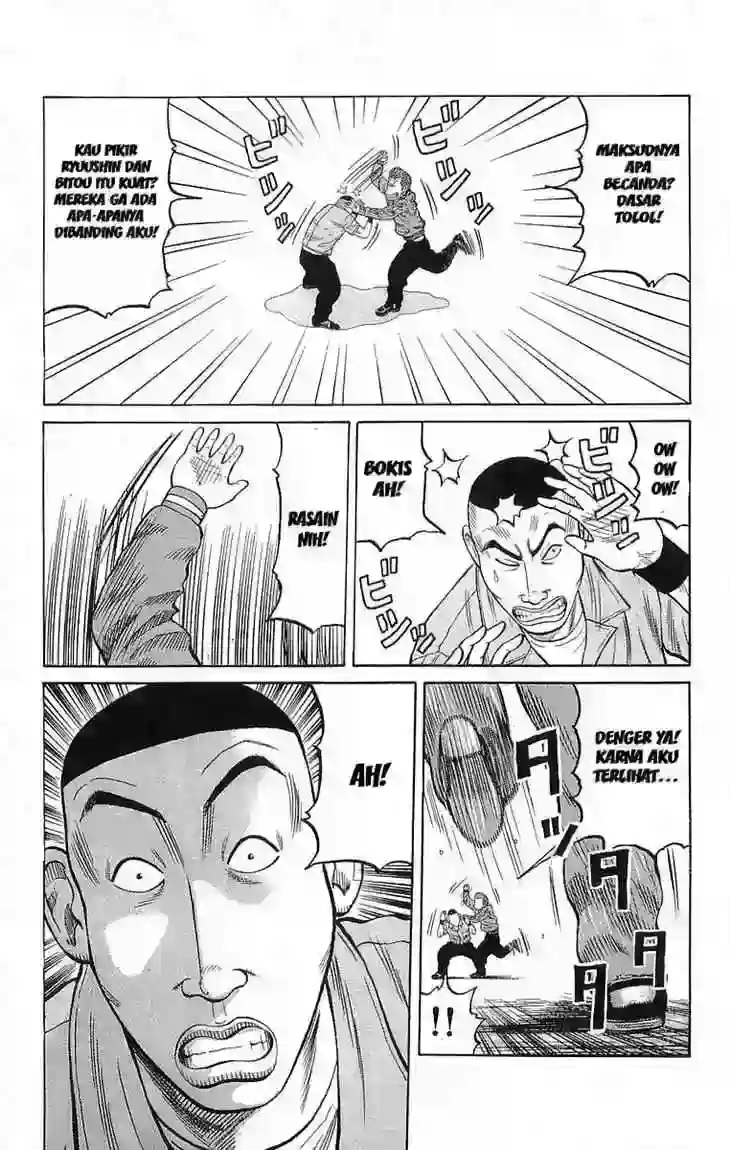 MAKSUDNYA
APA
BECANDA?
DASAR
TOLOL!
KAU PIKIR
RYUUSHIN DAN
BITOU ITU KUAT?
MEREKA GA ADA
APA-APANYA
DIBANDING AKU!
ビシッ
ビシッ
OW
OW
OW!
BOKIS
AH!
ビシッ
ビシッ
RASAIN
NIH!
DENGER YA!
KARNA AKU
TERLIHAT...
タッ
タ
タ
!!
AH!